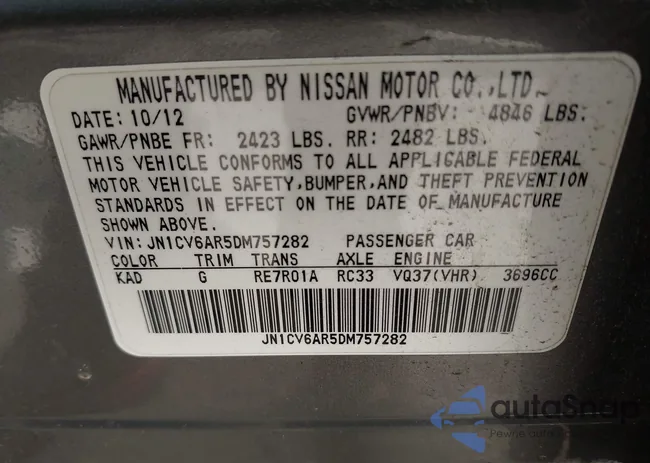 MANUFACTURED BY NISSAN MOTOR CO.,LTD.
DATE: 10/12 GVWR/PNBV: 4846 LBS.
GAWR/PNBE FR: 2423 LBS. RR: 2482 LBS.
THIS VEHICLE CONFORMS TO ALL APPLICABLE FEDERAL
MOTOR VEHICLE SAFETY,BUMPER,AND THEFT PREVENTION
STANDARDS IN EFFECT ON THE DATE OF MANUFACTURE
SHOWN ABOVE.
VIN: JN1CV6AR5DM757282 PASSENGER CAR
COLOR TRIM TRANS AXLE ENGINE
KAD G RE7R01A RC33 VQ37(VHR) 3696CC
JN1CV6AR5DM757282
autoSnap
Pewne auto